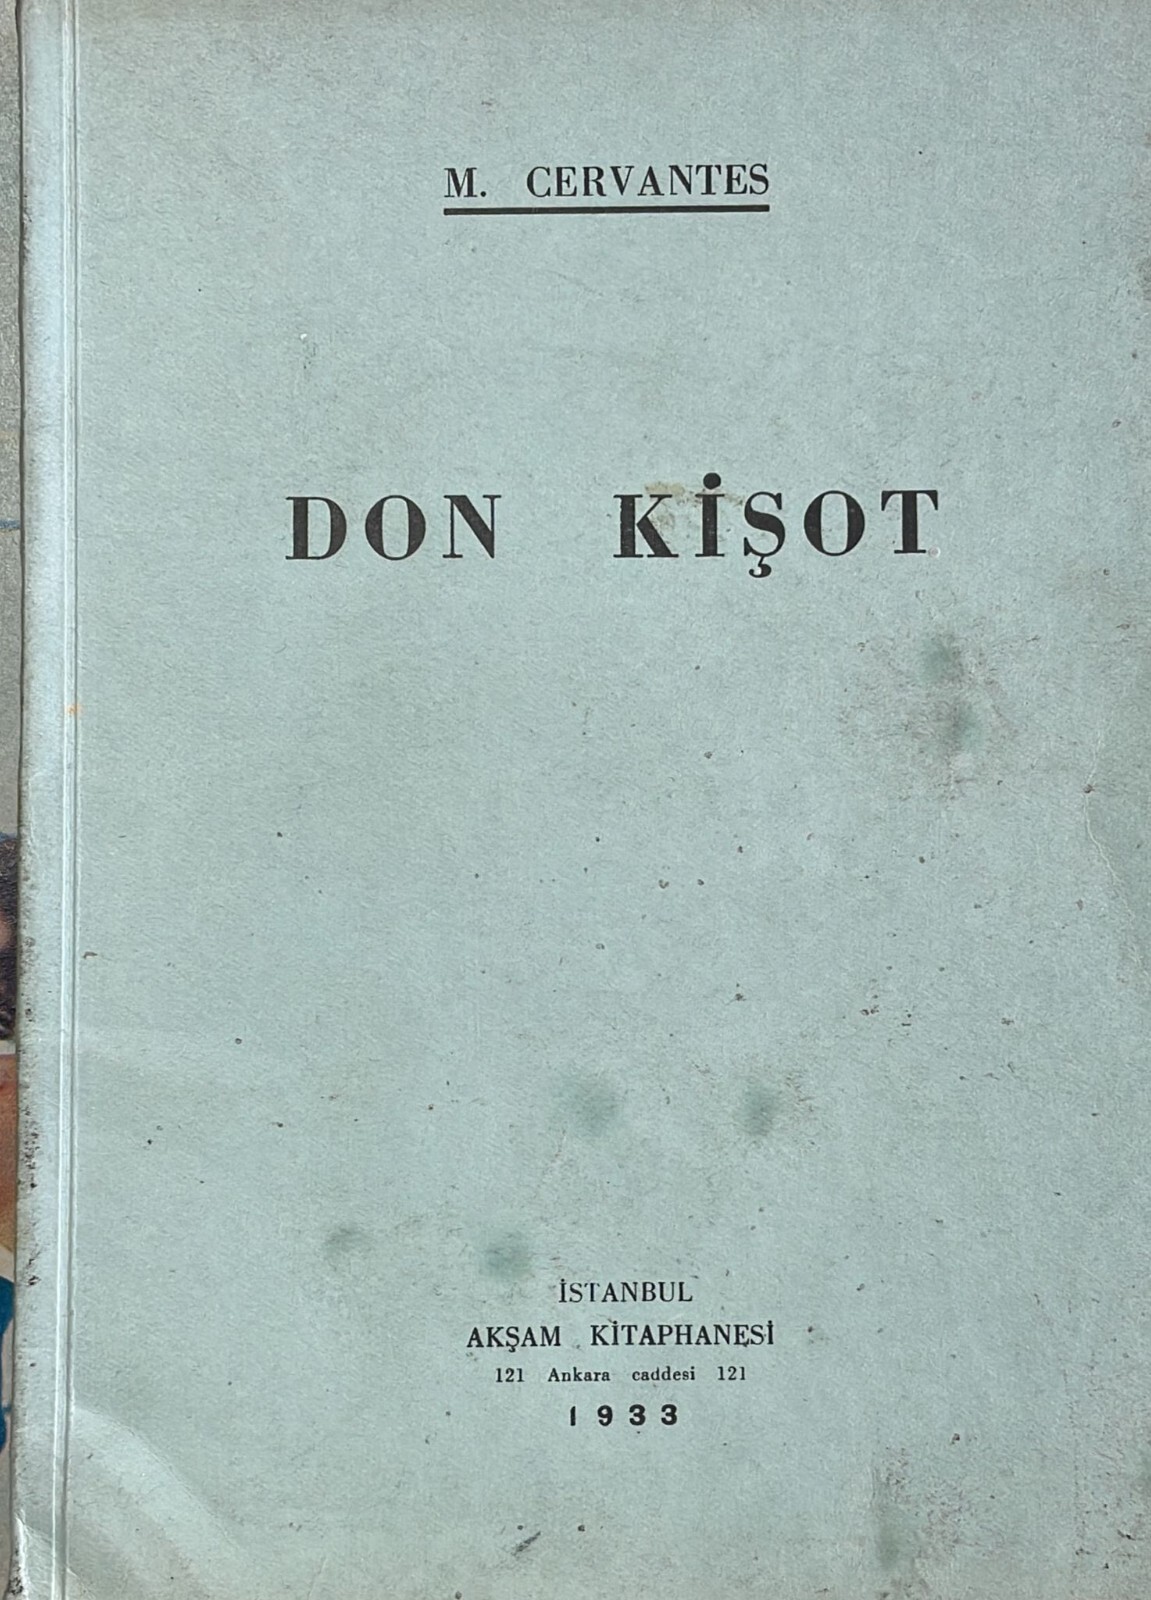 M. CERVANTES
DON KİŞOT
İSTANBUL
AKŞAM KİTAPHANESİ
121 Ankara caddesi 121
1933